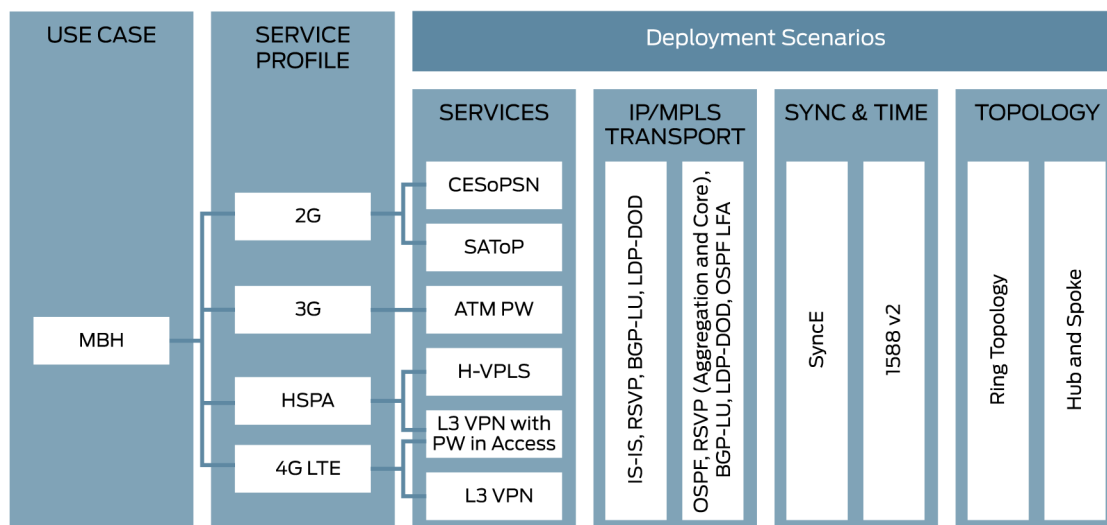 USE CASE
SERVICE
PROFILE
Deployment Scenarios
SERVICES
IP/MPLS
TRANSPORT
SYNC & TIME
TOPOLOGY
MBH
2G
3G
HSPA
4G LTE
CESoPSN
SAToP
ATM PW
H-VPLS
L3 VPN with
PW in Access
L3 VPN
IS-IS, RSVP, BGP-LU, LDP-DOD
OSPF, RSVP (Aggregation and Core),
BGP-LU, LDP-DOD, OSPF LFA
SyncE
1588 v2
Ring Topology
Hub and Spoke